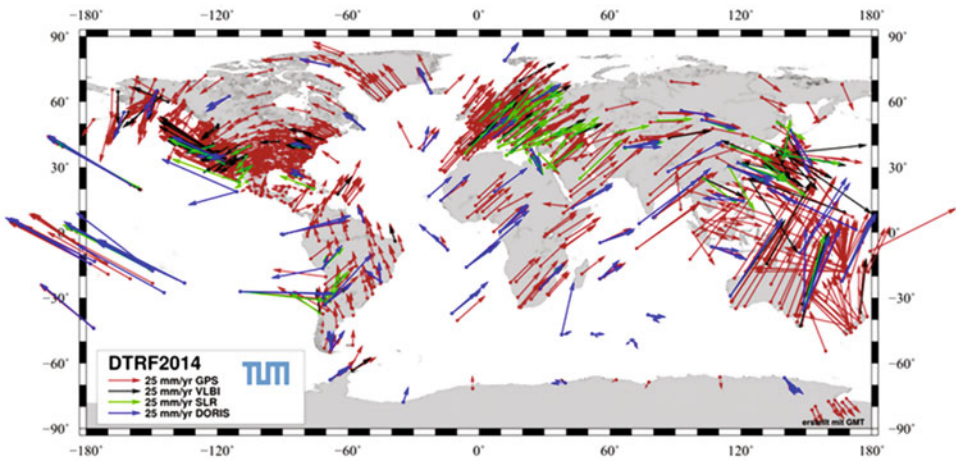 −180° −120° −60° 0° 60° 120° 180°
90° 90°
60° 60°
30° 30°
0° 0°
−30° −30°
−60° −60°
−90° −90°
DTRF2014
TUM
25 mm/yr GPS
25 mm/yr VLBI
25 mm/yr SLR
25 mm/yr DORIS
erstellt mit GMT
−180° −120° −60° 0° 60° 120° 180°